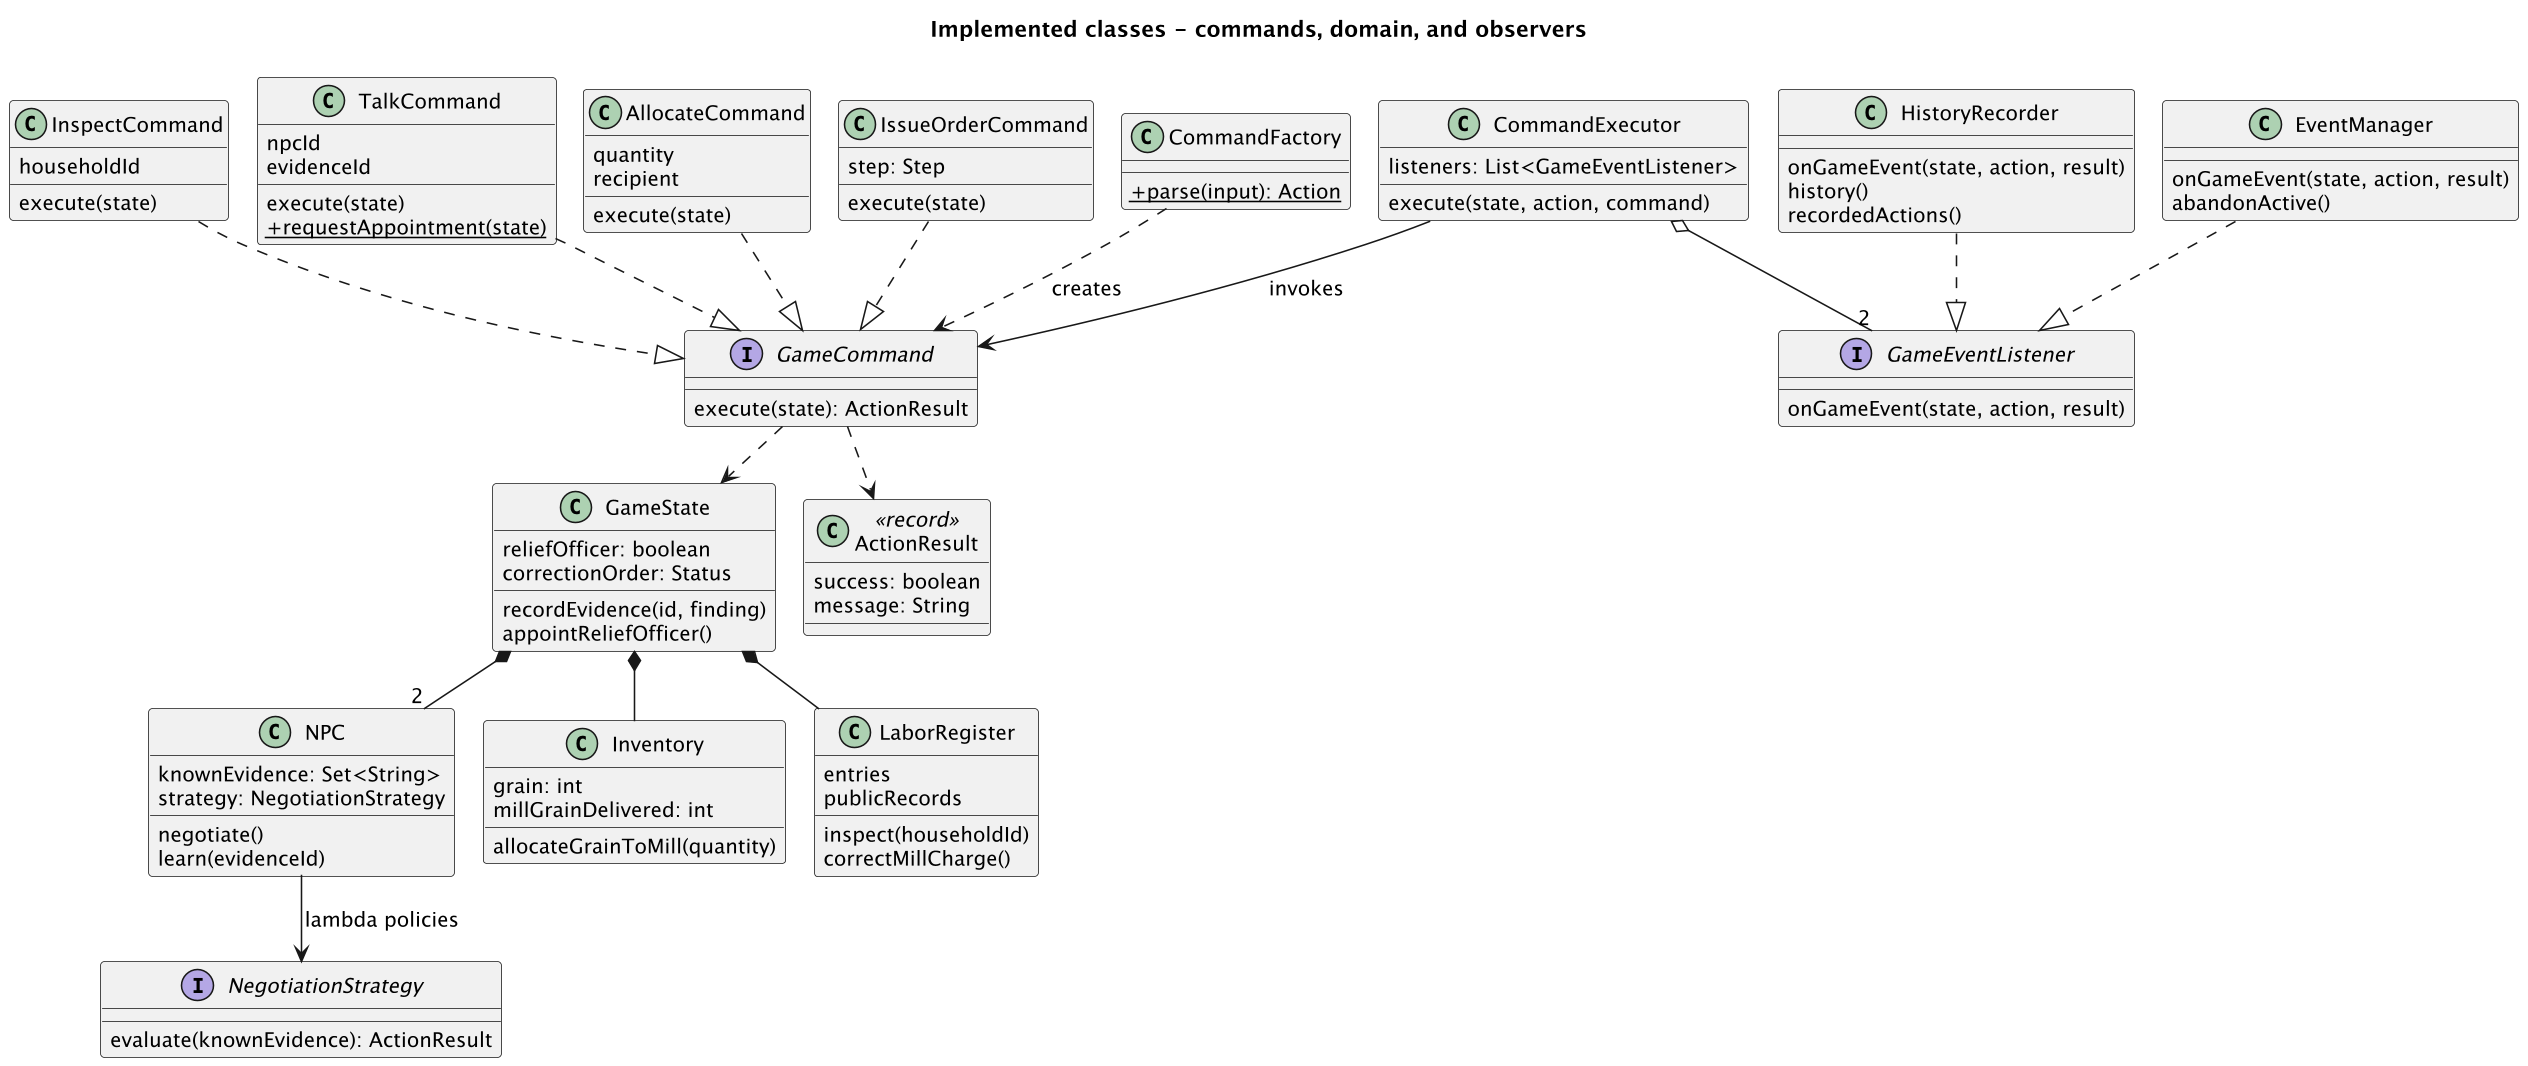 Implemented classes - commands, domain, and observers
C InspectCommand
householdId
execute(state)
C TalkCommand
npcId
evidenceId
execute(state)
+requestAppointment(state)
C AllocateCommand
quantity
recipient
execute(state)
C IssueOrderCommand
step: Step
execute(state)
C CommandFactory
+parse(input): Action
C CommandExecutor
listeners: List<GameEventListener>
execute(state, action, command)
C HistoryRecorder
onGameEvent(state, action, result)
history()
recordedActions()
C EventManager
onGameEvent(state, action, result)
abandonActive()
creates
invokes
2
I GameCommand
execute(state): ActionResult
I GameEventListener
onGameEvent(state, action, result)
C GameState
reliefOfficer: boolean
correctionOrder: Status
recordEvidence(id, finding)
appointReliefOfficer()
C «record»
ActionResult
success: boolean
message: String
2
C NPC
knownEvidence: Set<String>
strategy: NegotiationStrategy
negotiate()
learn(evidenceId)
C Inventory
grain: int
millGrainDelivered: int
allocateGrainToMill(quantity)
C LaborRegister
entries
publicRecords
inspect(householdId)
correctMillCharge()
lambda policies
I NegotiationStrategy
evaluate(knownEvidence): ActionResult